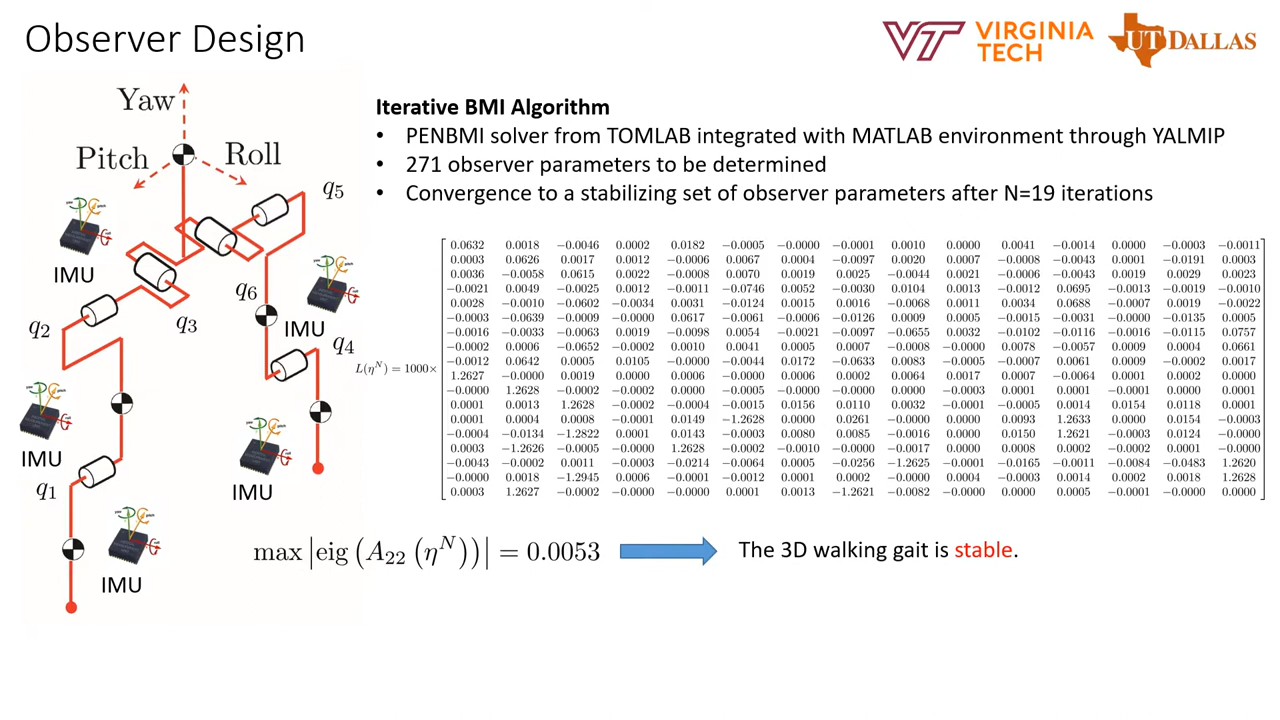 Observer Design
VIRGINIA
TECH
UT DALLAS
Iterative BMI Algorithm
• PENBMI solver from TOMLAB integrated with MATLAB environment through YALMIP
• 271 observer parameters to be determined
• Convergence to a stabilizing set of observer parameters after N=19 iterations
Yaw
Pitch
Roll
q5
IMU
q6
q3
IMU
q2
q4
IMU
IMU
q1
IMU
L(η^N) = 1000×
0.0632 0.0018 −0.0046 0.0002 0.0182 −0.0005 −0.0000 −0.0001 0.0010 0.0000 0.0041 −0.0014 0.0000 −0.0003 −0.0011
0.0003 0.0626 0.0017 0.0012 −0.0006 0.0067 0.0004 −0.0097 0.0020 0.0007 −0.0008 −0.0043 0.0001 −0.0191 0.0003
0.0036 −0.0058 0.0615 0.0022 −0.0008 0.0070 0.0019 0.0025 −0.0044 0.0021 −0.0006 −0.0043 0.0019 0.0029 0.0023
−0.0021 0.0049 −0.0025 0.0012 −0.0011 −0.0746 0.0052 −0.0030 0.0104 0.0013 −0.0012 0.0695 −0.0013 −0.0019 −0.0010
0.0028 −0.0010 −0.0602 −0.0034 0.0031 −0.0124 0.0015 0.0016 −0.0068 0.0011 0.0034 0.0688 −0.0007 0.0019 −0.0022
−0.0003 −0.0639 −0.0009 −0.0000 0.0617 −0.0061 −0.0006 −0.0126 0.0009 0.0005 −0.0015 −0.0031 −0.0000 −0.0135 0.0005
−0.0016 −0.0033 −0.0063 0.0019 −0.0098 0.0054 −0.0021 −0.0097 −0.0655 0.0032 −0.0102 −0.0116 −0.0016 −0.0115 0.0757
−0.0002 0.0006 −0.0652 −0.0002 0.0010 0.0041 0.0005 0.0007 −0.0008 −0.0000 0.0078 −0.0057 0.0009 0.0004 0.0661
−0.0012 0.0642 0.0005 0.0105 −0.0000 −0.0044 0.0172 −0.0633 0.0083 −0.0005 −0.0007 0.0061 0.0009 −0.0002 0.0017
1.2627 −0.0000 0.0019 0.0000 0.0006 −0.0000 0.0006 0.0002 0.0064 0.0017 0.0007 −0.0064 0.0001 0.0002 0.0000
−0.0000 1.2628 −0.0002 −0.0002 0.0000 −0.0005 −0.0000 −0.0000 0.0000 −0.0003 0.0001 0.0001 −0.0001 0.0000 0.0001
0.0001 0.0013 1.2628 −0.0002 −0.0004 −0.0015 0.0156 0.0110 0.0032 −0.0001 −0.0005 0.0014 0.0154 0.0118 0.0001
0.0001 0.0004 0.0008 −0.0001 0.0149 −1.2628 0.0000 0.0261 −0.0000 0.0000 0.0093 1.2633 0.0000 0.0154 −0.0003
−0.0004 −0.0134 −1.2822 0.0001 0.0143 −0.0003 0.0080 0.0085 −0.0016 0.0000 0.0150 1.2621 −0.0003 0.0124 −0.0000
0.0003 −1.2626 −0.0005 −0.0000 1.2628 −0.0002 −0.0010 −0.0000 −0.0017 0.0000 0.0008 0.0002 −0.0002 0.0001 −0.0000
−0.0043 −0.0002 0.0011 −0.0003 −0.0214 −0.0064 0.0005 −0.0256 −1.2625 −0.0001 −0.0165 −0.0011 −0.0084 −0.0483 1.2620
−0.0000 0.0018 −1.2945 0.0006 −0.0001 −0.0012 0.0001 0.0002 −0.0000 0.0004 −0.0003 0.0014 0.0002 0.0018 1.2628
0.0003 1.2627 −0.0002 −0.0000 −0.0000 0.0001 0.0013 −1.2621 −0.0082 −0.0000 0.0000 0.0005 −0.0001 −0.0000 0.0000
max |eig (A22 (η^N))| = 0.0053
The 3D walking gait is stable.